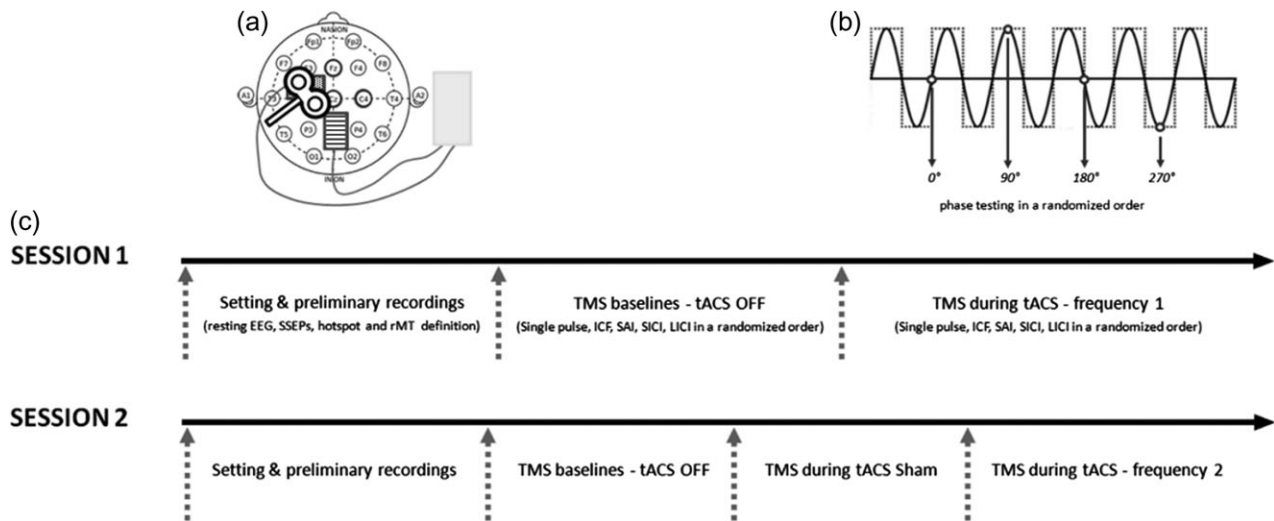 (a)
NASION
Fp1 Fp2
F7 F3 Fz F4 F8
A1 T3 C4 T4 A2
T5 P3 P4 T6
O1 O2
INION
(b)
0° 90° 180° 270°
phase testing in a randomized order
(c)
SESSION 1
Setting & preliminary recordings
(resting EEG, SSEPs, hotspot and rMT definition)
TMS baselines - tACS OFF
(Single pulse, ICF, SAI, SICI, LICI in a randomized order)
TMS during tACS - frequency 1
(Single pulse, ICF, SAI, SICI, LICI in a randomized order)
SESSION 2
Setting & preliminary recordings
TMS baselines - tACS OFF
TMS during tACS Sham
TMS during tACS - frequency 2